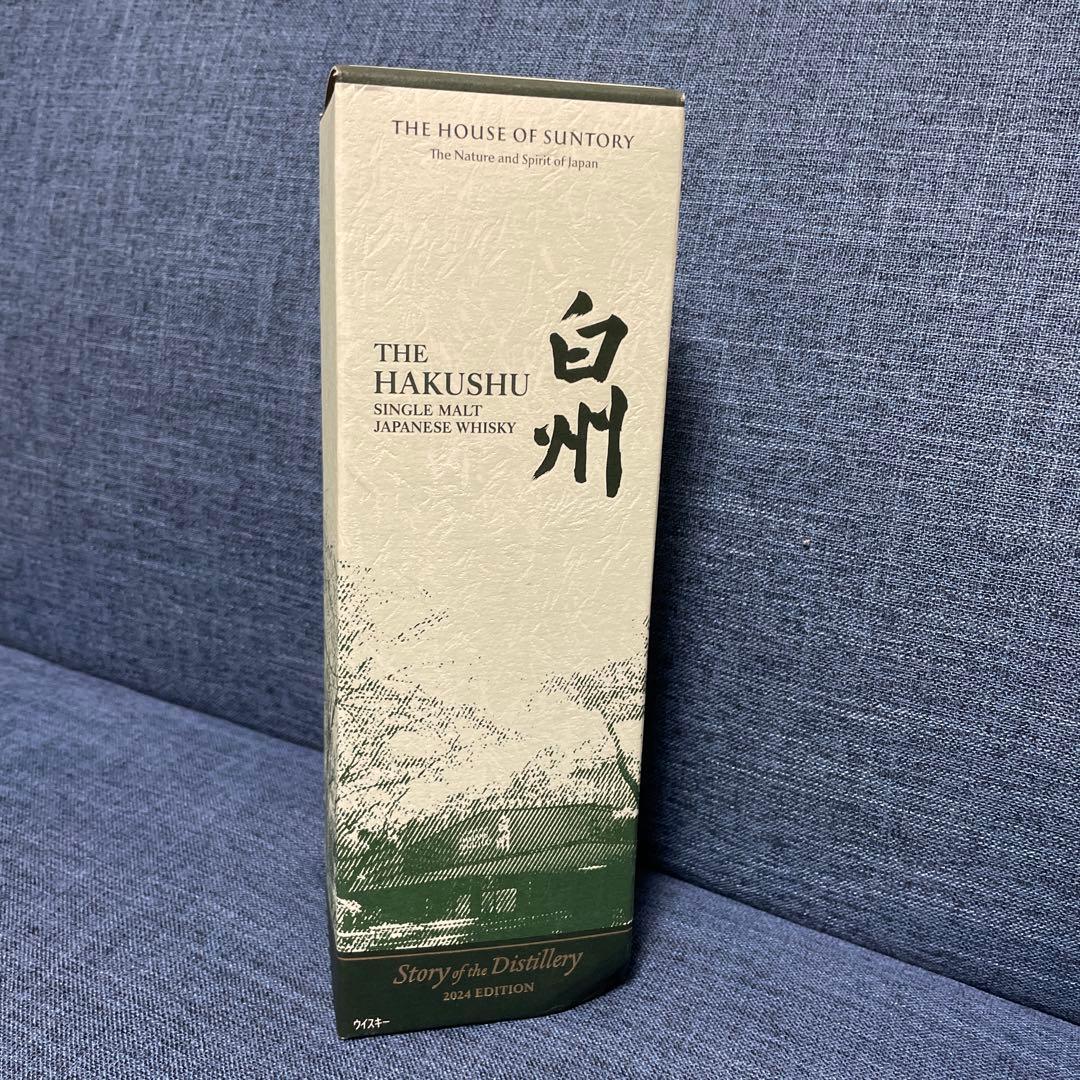 THE HOUSE OF SUNTORY
The Nature and Spirit of Japan
白州
THE
HAKUSHU
SINGLE MALT
JAPANESE WHISKY
Story of the Distillery
2024 EDITION
ウイスキー